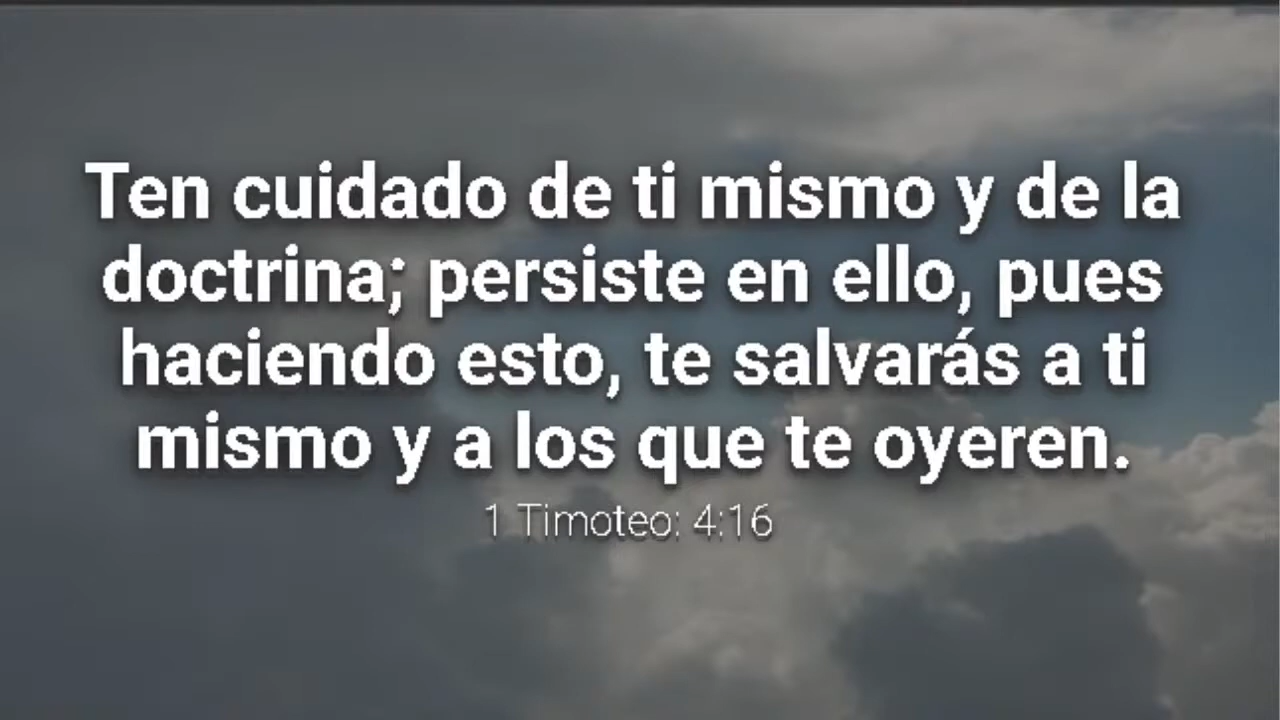 Ten cuidado de ti mismo y de la
doctrina; persiste en ello, pues
haciendo esto, te salvarás a ti
mismo y a los que te oyeren.
1 Timoteo: 4:16